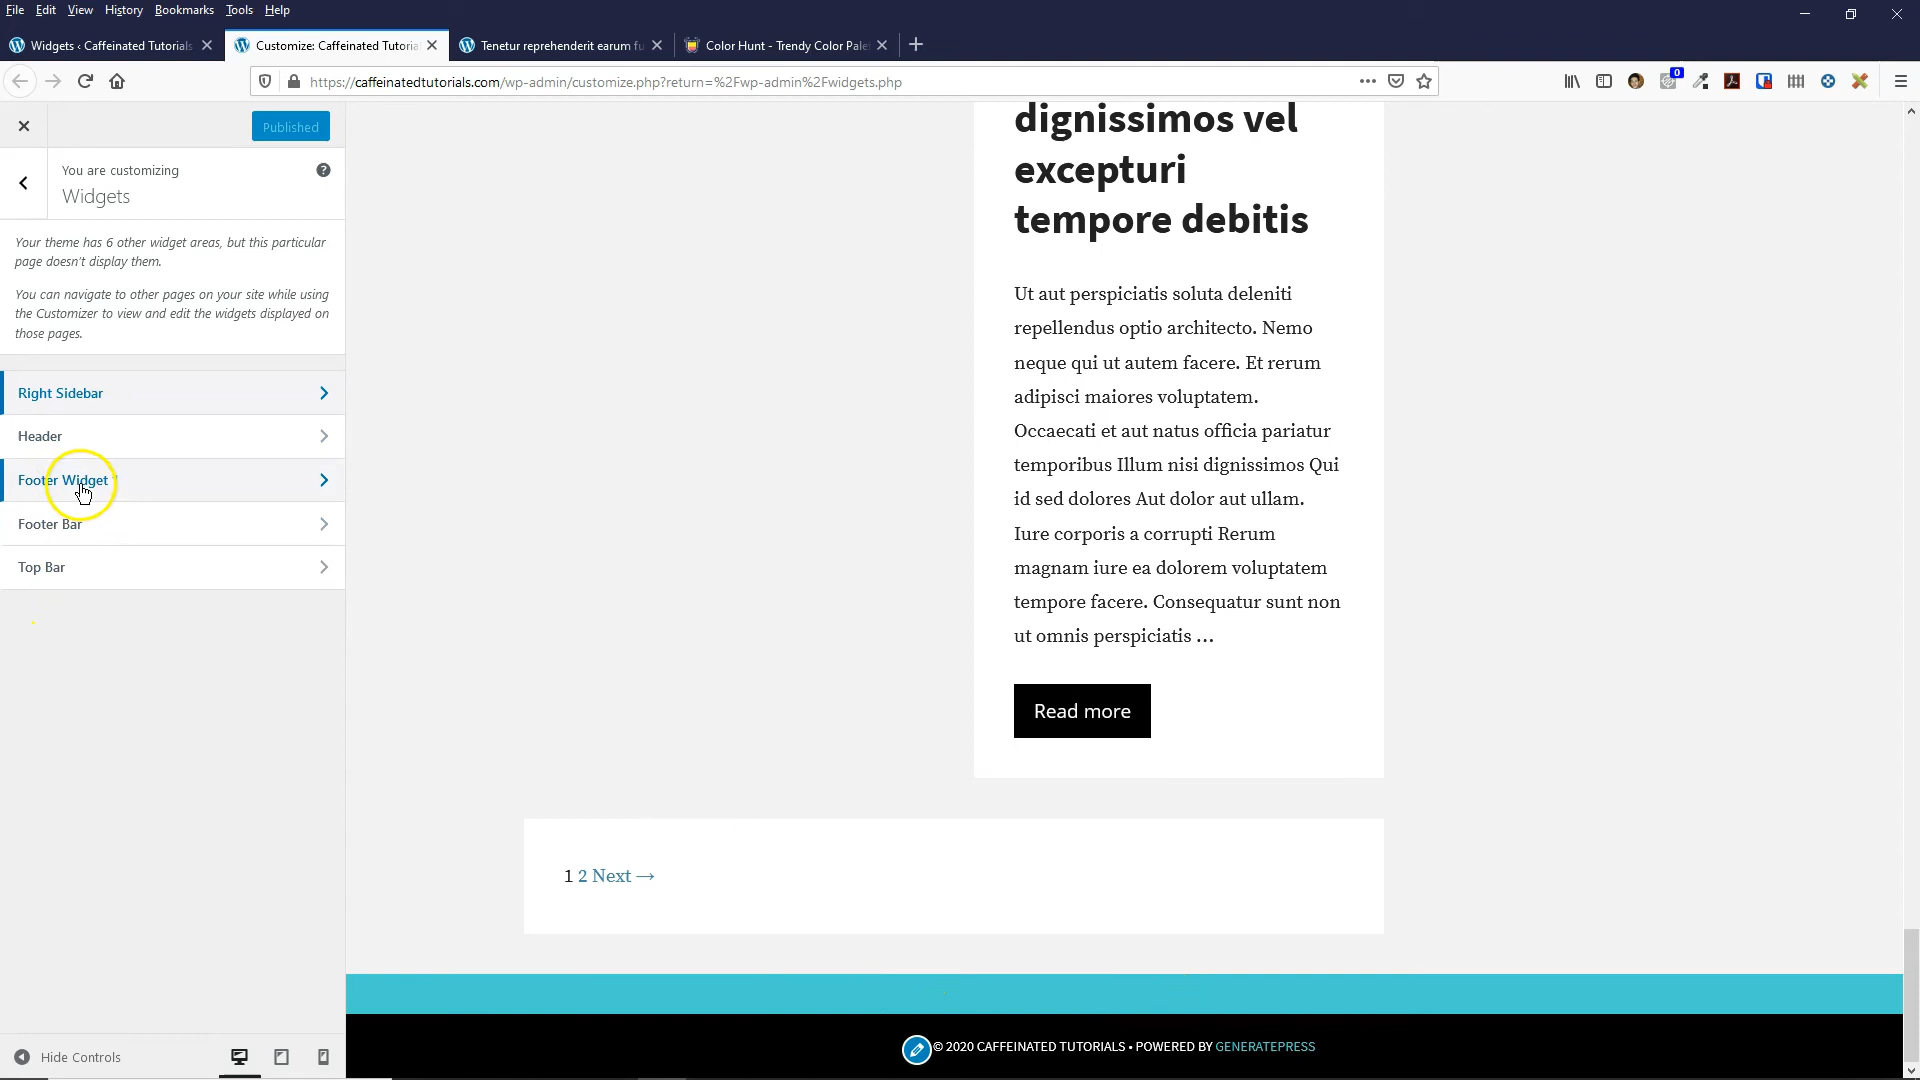 File Edit View History Bookmarks Tools Help
Widgets ‹ Caffeinated Tutorials
Customize: Caffeinated Tutoria
Tenetur reprehenderit earum fu
Color Hunt - Trendy Color Pale
https://caffeinatedtutorials.com/wp-admin/customize.php?return=%2Fwp-admin%2Fwidgets.php
0
Published
You are customizing
Widgets
Your theme has 6 other widget areas, but this particular
page doesn't display them.
You can navigate to other pages on your site while using
the Customizer to view and edit the widgets displayed on
those pages.
Right Sidebar
Header
Footer Widget
Footer Bar
Top Bar
Hide Controls
dignissimos vel
excepturi
tempore debitis
Ut aut perspiciatis soluta deleniti
repellendus optio architecto. Nemo
neque qui ut autem facere. Et rerum
adipisci maiores voluptatem.
Occaecati et aut natus officia pariatur
temporibus Illum nisi dignissimos Qui
id sed dolores Aut dolor aut ullam.
Iure corporis a corrupti Rerum
magnam iure ea dolorem voluptatem
tempore facere. Consequatur sunt non
ut omnis perspiciatis …
Read more
1 2 Next →
© 2020 CAFFEINATED TUTORIALS • POWERED BY GENERATEPRESS